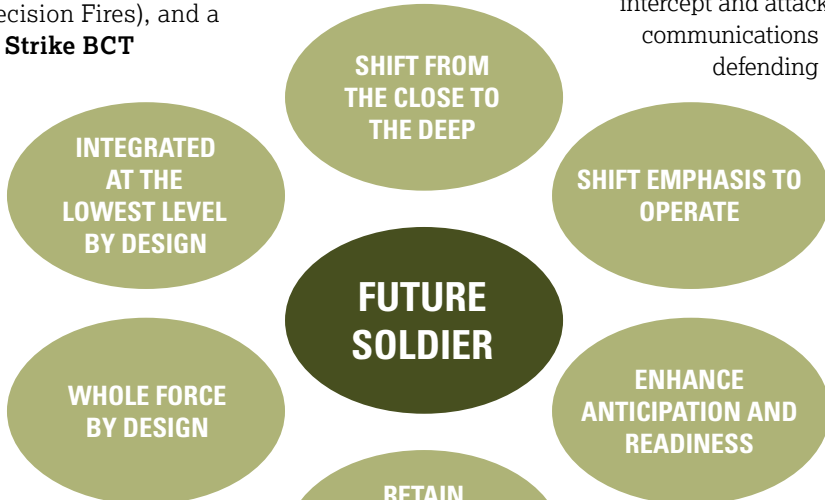 ecision Fires), and a
Strike BCT
intercept and attack
communications
defending
SHIFT FROM
THE CLOSE TO
THE DEEP
INTEGRATED
AT THE
LOWEST LEVEL
BY DESIGN
SHIFT EMPHASIS TO
OPERATE
FUTURE
SOLDIER
WHOLE FORCE
BY DESIGN
ENHANCE
ANTICIPATION AND
READINESS
RETAIN